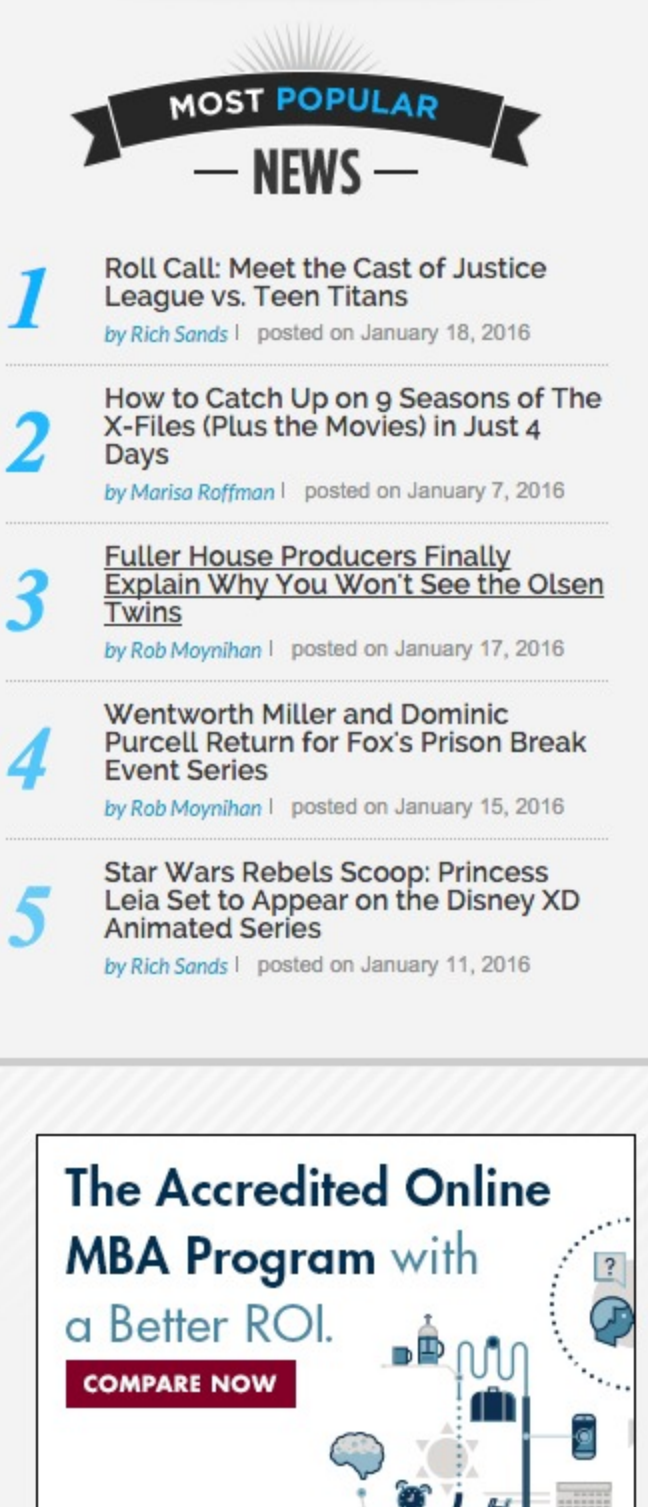 MOST POPULAR
NEWS
1
Roll Call: Meet the Cast of Justice
League vs. Teen Titans
by Rich Sands | posted on January 18, 2016
2
How to Catch Up on 9 Seasons of The
X-Files (Plus the Movies) in Just 4
Days
by Marisa Roffman | posted on January 7, 2016
3
Fuller House Producers Finally
Explain Why You Won't See the Olsen
Twins
by Rob Moynihan | posted on January 17, 2016
4
Wentworth Miller and Dominic
Purcell Return for Fox's Prison Break
Event Series
by Rob Moynihan | posted on January 15, 2016
5
Star Wars Rebels Scoop: Princess
Leia Set to Appear on the Disney XD
Animated Series
by Rich Sands | posted on January 11, 2016
The Accredited Online
MBA Program with
a Better ROI.
COMPARE NOW
?